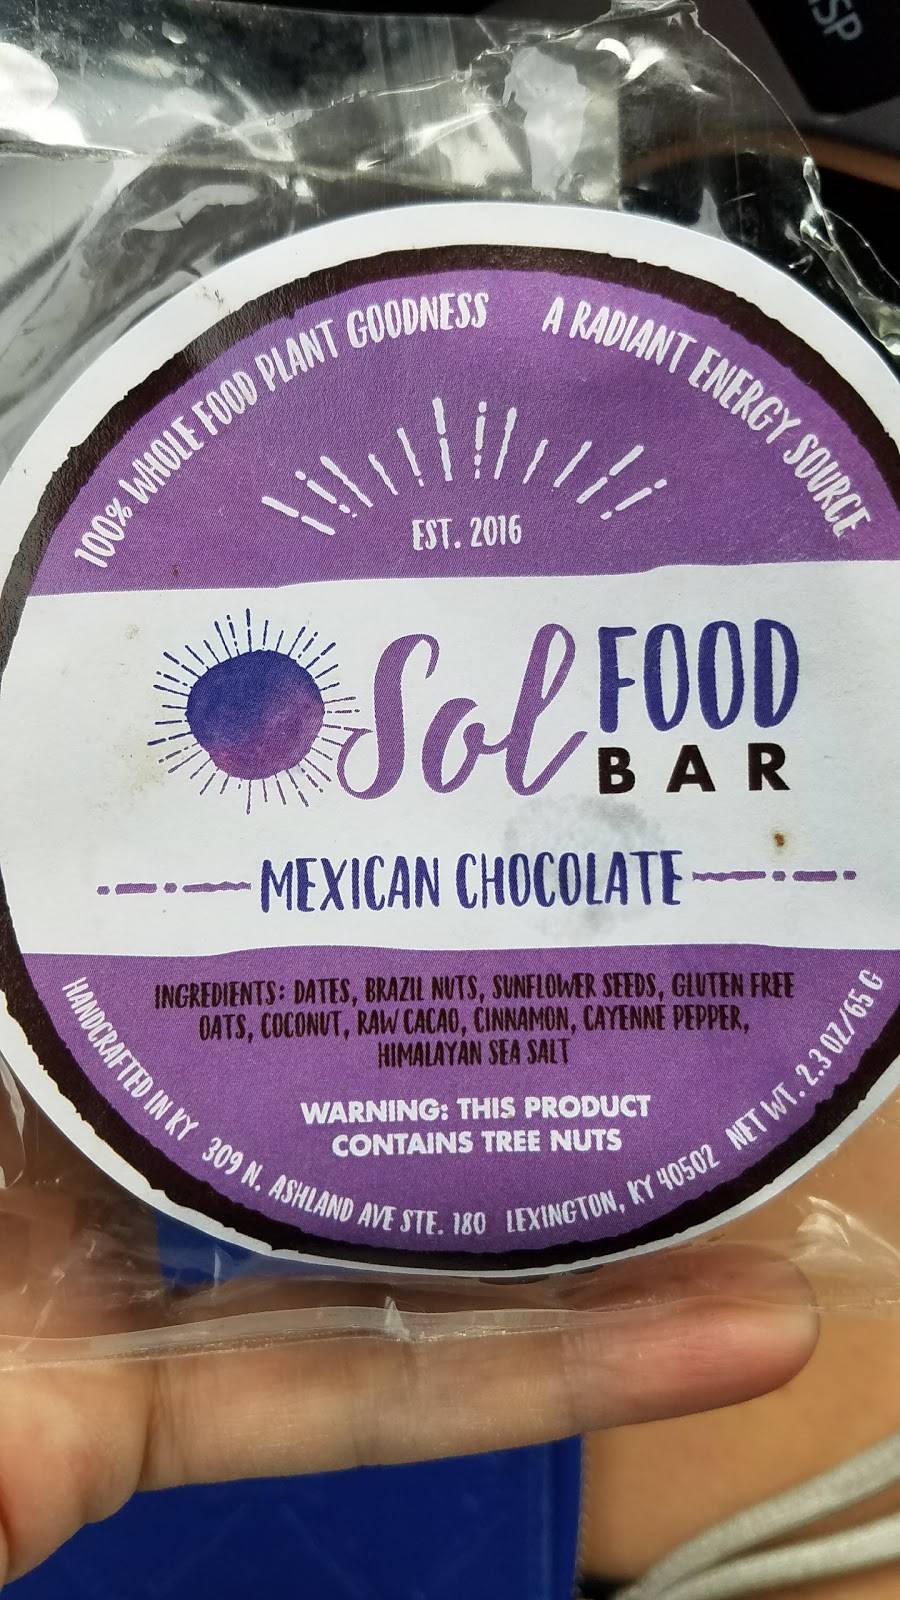 100% WHOLE FOOD PLANT GOODNESS
A RADIANT ENERGY SOURCE
EST. 2016
Sol FOOD
BAR
MEXICAN CHOCOLATE
INGREDIENTS: DATES, BRAZIL NUTS, SUNFLOWER SEEDS, GLUTEN FREE
OATS, COCONUT, RAW CACAO, CINNAMON, CAYENNE PEPPER,
HIMALAYAN SEA SALT
WARNING: THIS PRODUCT
CONTAINS TREE NUTS
HANDCRAFTED IN KY 309 N. ASHLAND AVE STE. 180 LEXINGTON, KY 40502 NET WT. 2.3 OZ/65 G